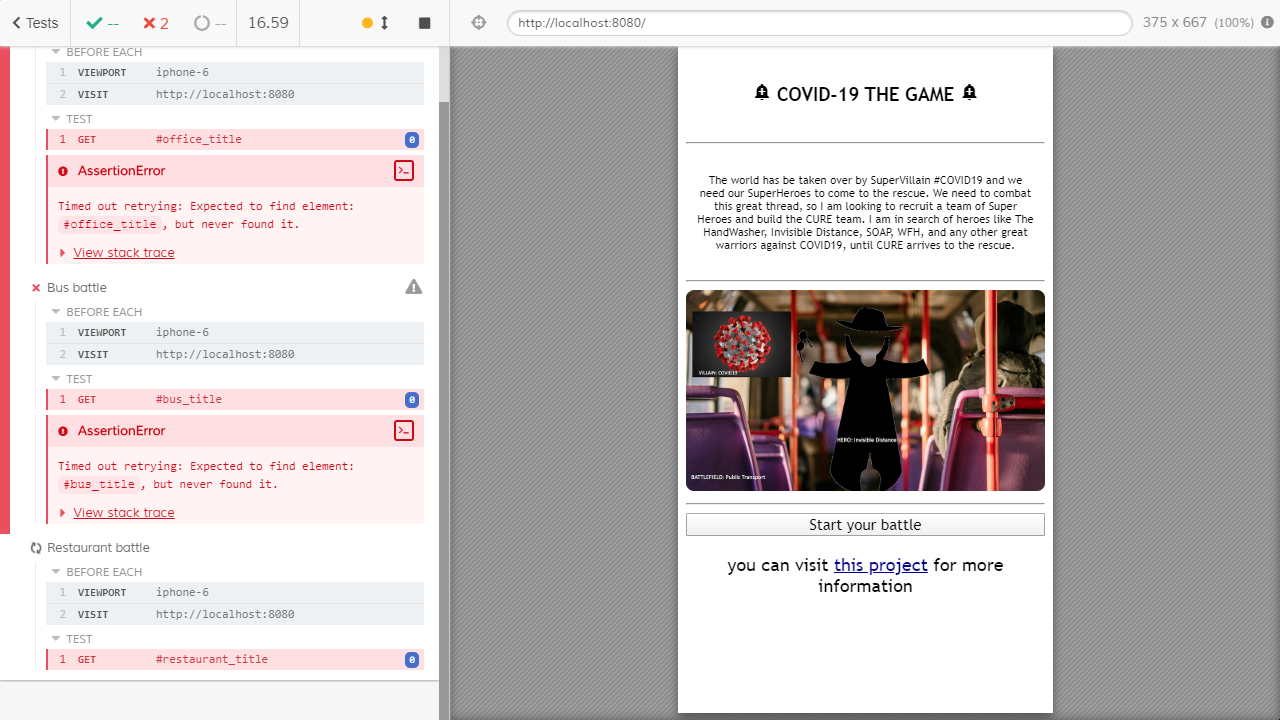 Tests
--
2
--
16.59
http://localhost:8080/
375 x 667 (100%)
BEFORE EACH
1 VIEWPORT iphone-6
2 VISIT http://localhost:8080
TEST
1 GET #office_title 0
AssertionError
Timed out retrying: Expected to find element:
#office_title, but never found it.
View stack trace
Bus battle
BEFORE EACH
1 VIEWPORT iphone-6
2 VISIT http://localhost:8080
TEST
1 GET #bus_title 0
AssertionError
Timed out retrying: Expected to find element:
#bus_title, but never found it.
View stack trace
Restaurant battle
BEFORE EACH
1 VIEWPORT iphone-6
2 VISIT http://localhost:8080
TEST
1 GET #restaurant_title 0
COVID-19 THE GAME
The world has be taken over by SuperVillain #COVID19 and we
need our SuperHeroes to come to the rescue. We need to combat
this great thread, so I am looking to recruit a team of Super
Heroes and build the CURE team. I am in search of heroes like The
HandWasher, Invisible Distance, SOAP, WFH, and any other great
warriors against COVID19, until CURE arrives to the rescue.
VILLAIN: COVID19
HERO: Invisible Distance
BATTLEFIELD: Public Transport
Start your battle
you can visit this project for more
information